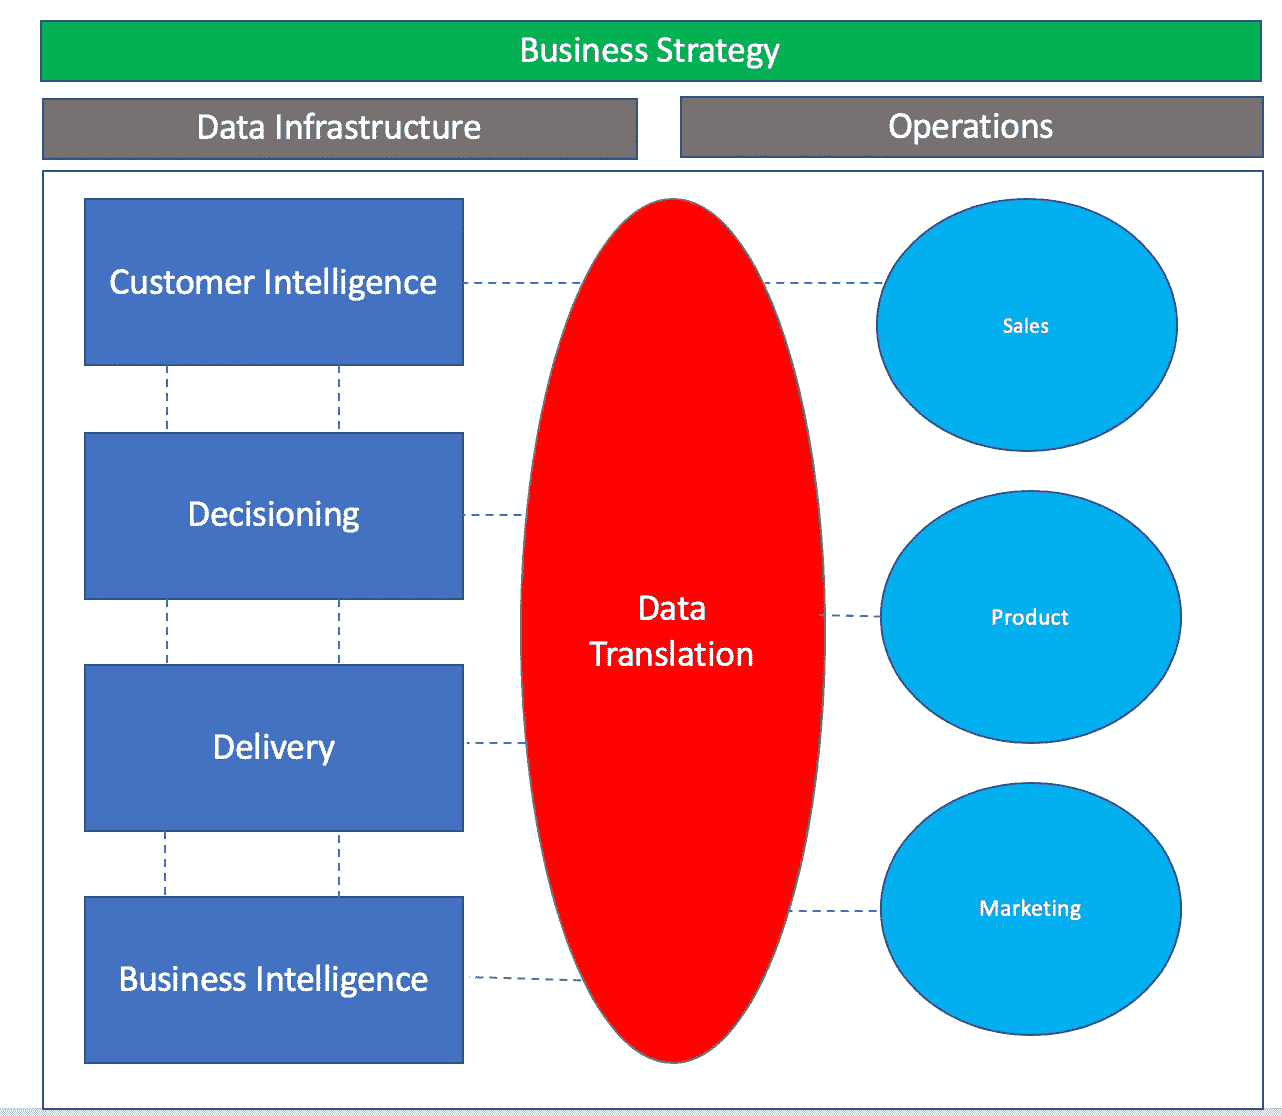 Business Strategy
Data Infrastructure
Operations
Customer Intelligence
Sales
Decisioning
Data
Translation
Product
Delivery
Marketing
Business Intelligence